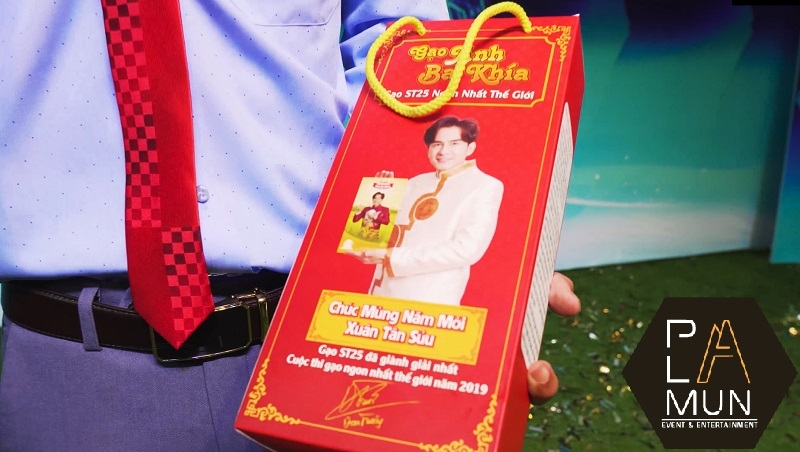 Gạo Anh
Ba Khía
Gạo ST25 Ngon Nhất Thế Giới
Chúc Mừng Năm Mới
Xuân Tân Sửu
Gạo ST25 đã giành giải nhất
Cuộc thi gạo ngon nhất thế giới năm 2019
PA
L MUN
EVENT & ENTERTAINMENT